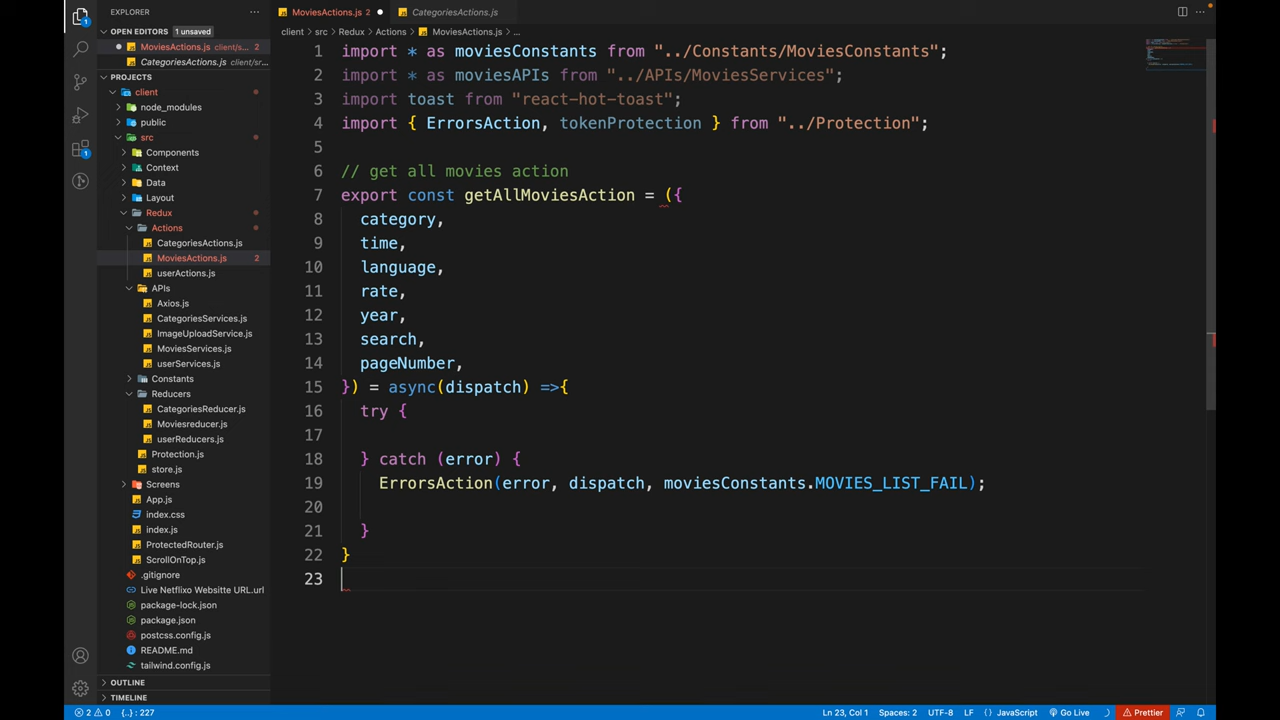 EXPLORER
MoviesActions.js 2
CategoriesActions.js
OPEN EDITORS 1 unsaved
MoviesActions.js client/s... 2
CategoriesActions.js client/sr...
PROJECTS
client
node_modules
public
src
Components
Context
Data
Layout
Redux
Actions
CategoriesActions.js
MoviesActions.js 2
userActions.js
APIs
Axios.js
CategoriesServices.js
ImageUploadService.js
MoviesServices.js
userServices.js
Constants
Reducers
CategoriesReducer.js
Moviesreducer.js
userReducers.js
Protection.js
store.js
Screens
App.js
index.css
index.js
ProtectedRouter.js
ScrollOnTop.js
.gitignore
Live Netflixo Websitte URL.url
package-lock.json
package.json
postcss.config.js
README.md
tailwind.config.js
OUTLINE
TIMELINE
client > src > Redux > Actions > MoviesActions.js > ...
1 import * as moviesConstants from "../Constants/MoviesConstants";
2 import * as moviesAPIs from "../APIs/MoviesServices";
3 import toast from "react-hot-toast";
4 import { ErrorsAction, tokenProtection } from "../Protection";
5
6 // get all movies action
7 export const getAllMoviesAction = ({
8 category,
9 time,
10 language,
11 rate,
12 year,
13 search,
14 pageNumber,
15 }) = async(dispatch) =>{
16 try {
17
18 } catch (error) {
19 ErrorsAction(error, dispatch, moviesConstants.MOVIES_LIST_FAIL);
20
21 }
22 }
23
2 0 {..} : 227
Ln 23, Col 1 Spaces: 2 UTF-8 LF {} JavaScript Go Live Prettier